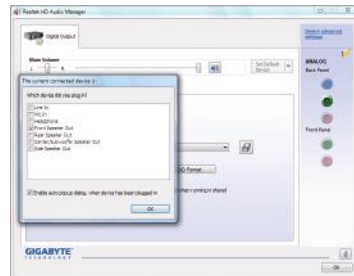 Realtek HD Audio Manager
Digital Output
Device advanced settings
Main Volume
L
R
Set Default Device
ANALOG
Back Panel
The current connected device is:
Which device did you plug in?
Line In
Mic In
Headphone
Front Speaker Out
Rear Speaker Out
Center/Subwoofer Speaker Out
Side Speaker Out
Front Panel
Enable auto popup dialog, when device has been plugged in
OK
GIGABYTE
TECHNOLOGY
OK